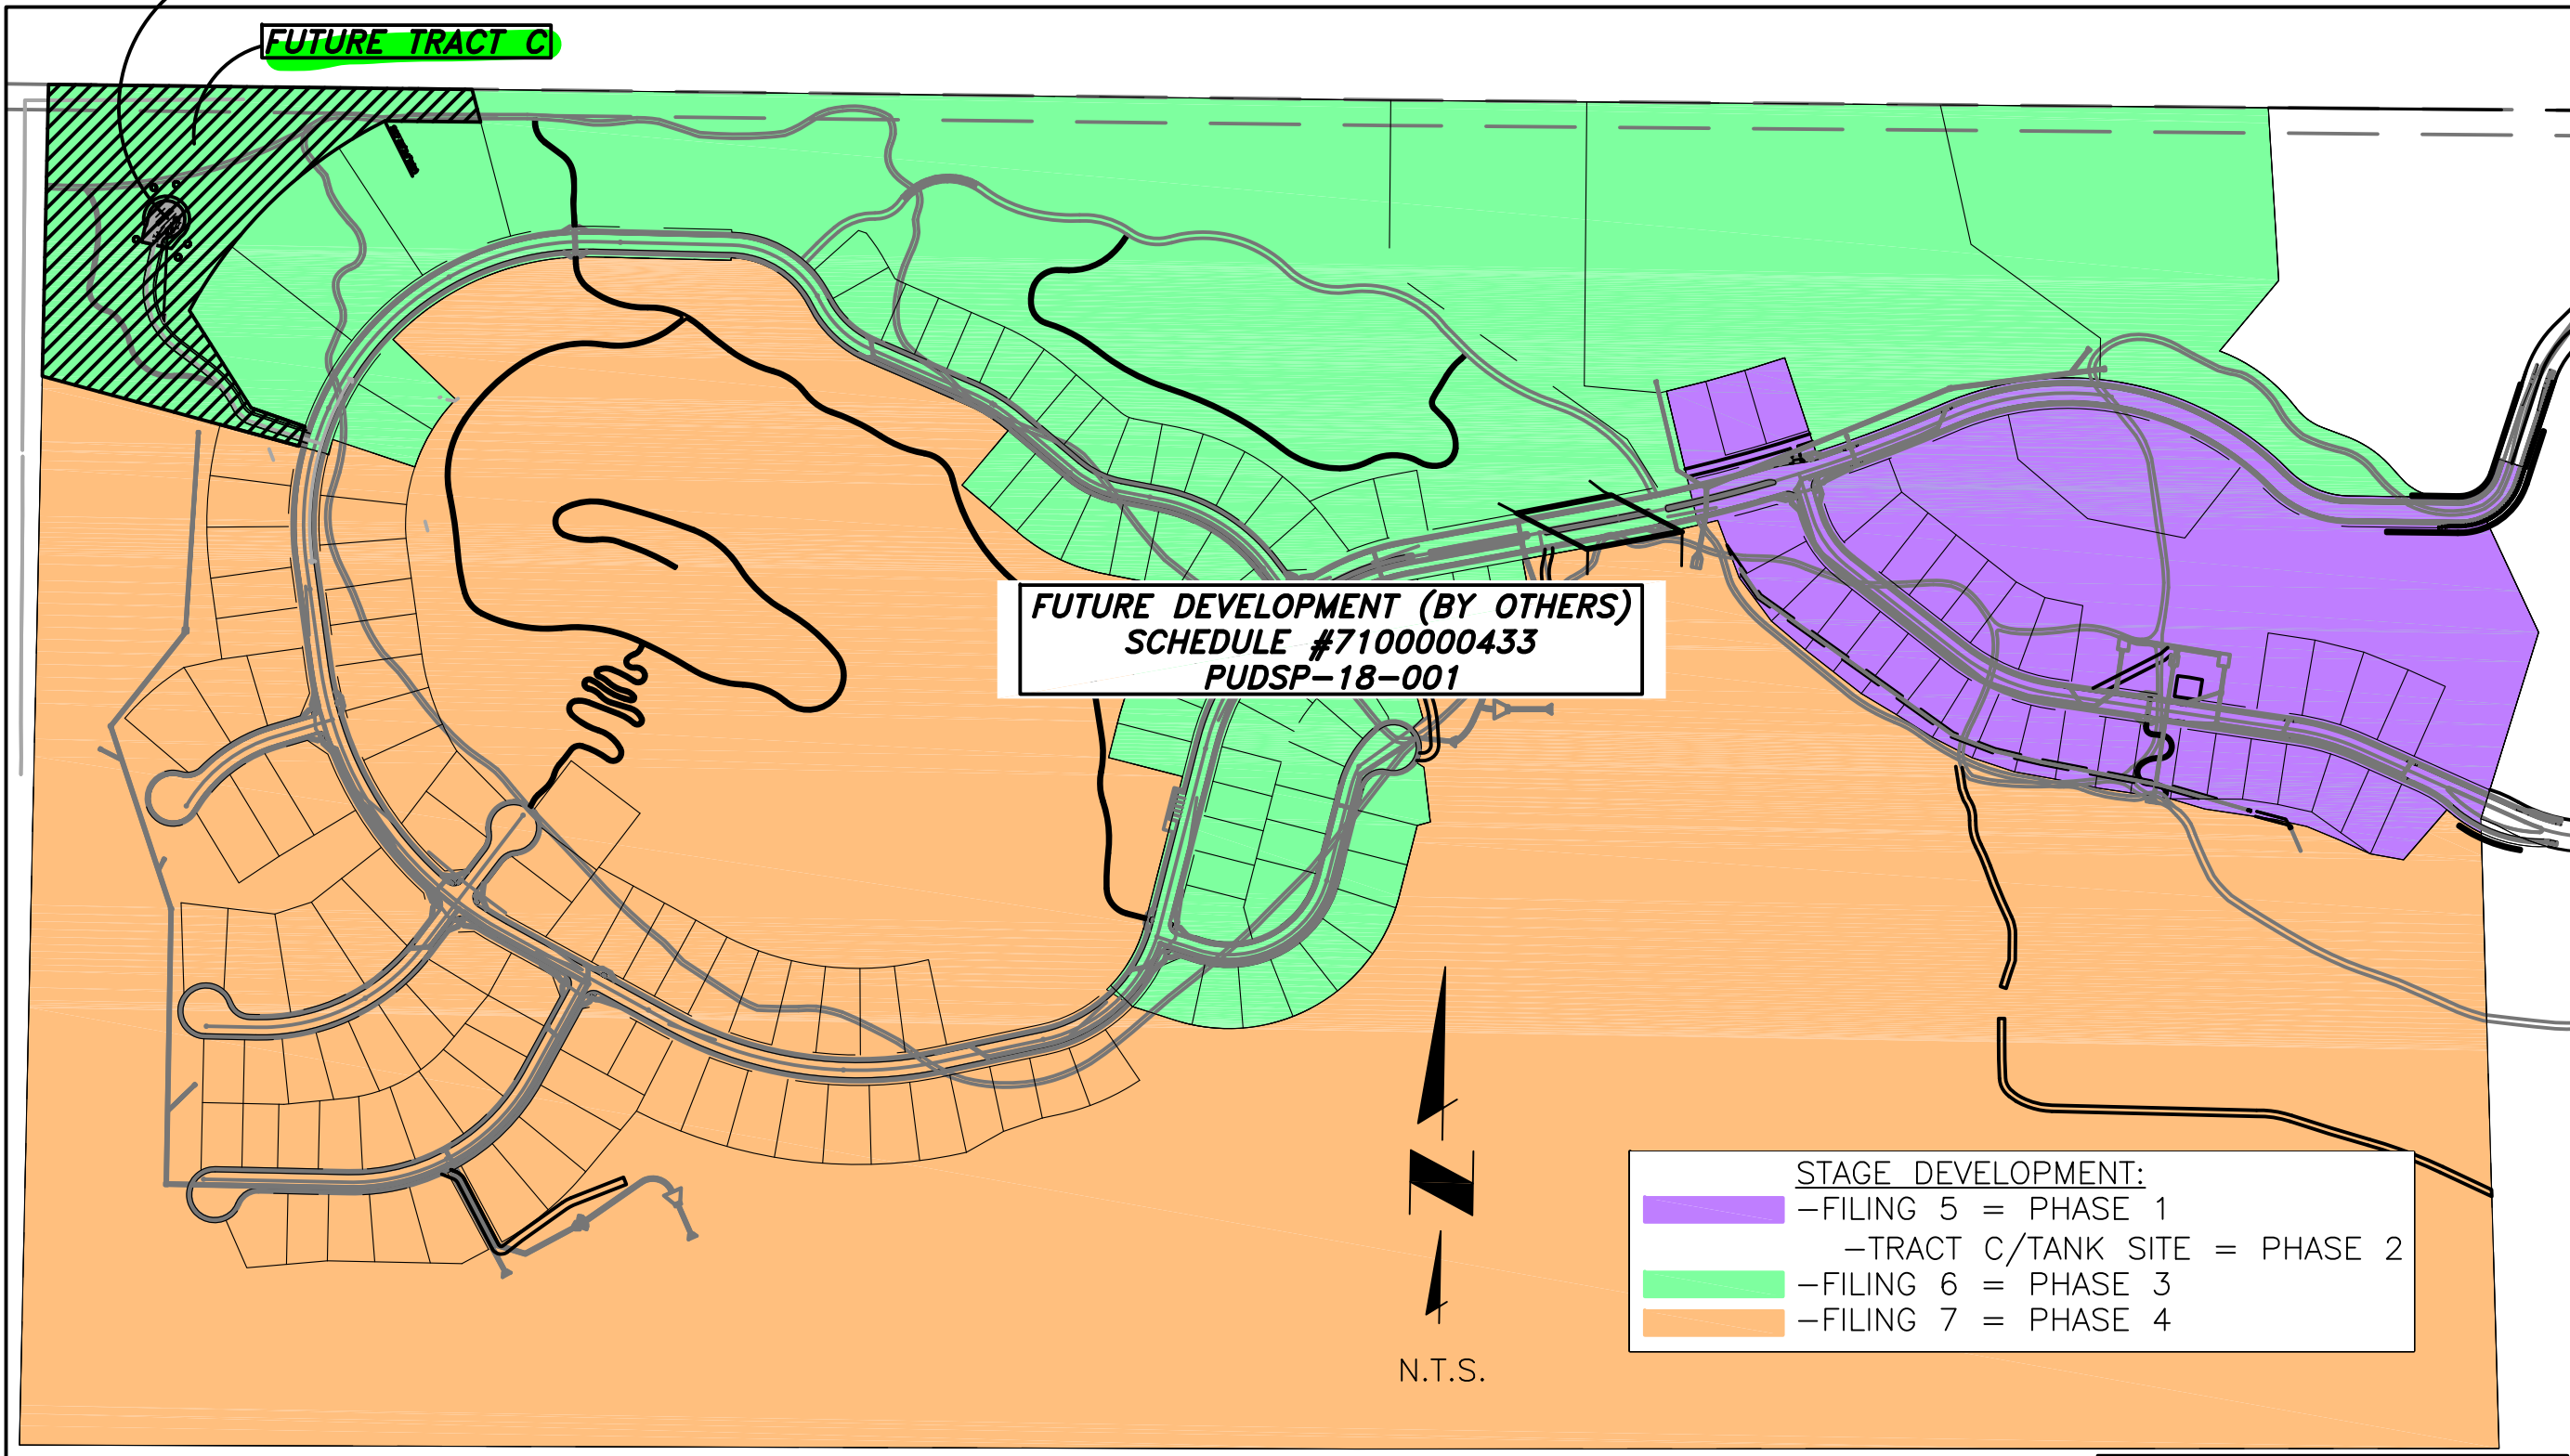 FUTURE TRACT C
FUTURE DEVELOPMENT (BY OTHERS)
SCHEDULE #7100000433
PUDSP-18-001
STAGE DEVELOPMENT:
-FILING 5 = PHASE 1
-TRACT C/TANK SITE = PHASE 2
-FILING 6 = PHASE 3
-FILING 7 = PHASE 4
N.T.S.